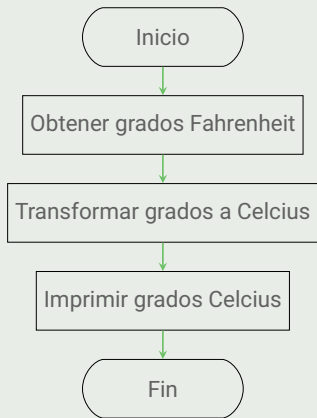 Inicio
Obtener grados Fahrenheit
Transformar grados a Celcius
Imprimir grados Celcius
Fin